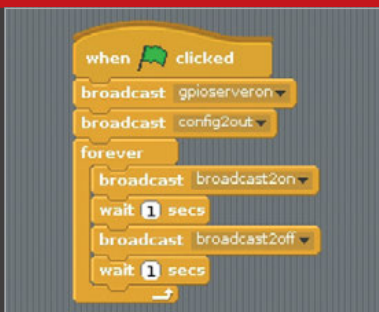 when clicked
broadcast gpioserveron
broadcast config2out
forever
broadcast broadcast2on
wait 1 secs
broadcast broadcast2off
wait 1 secs